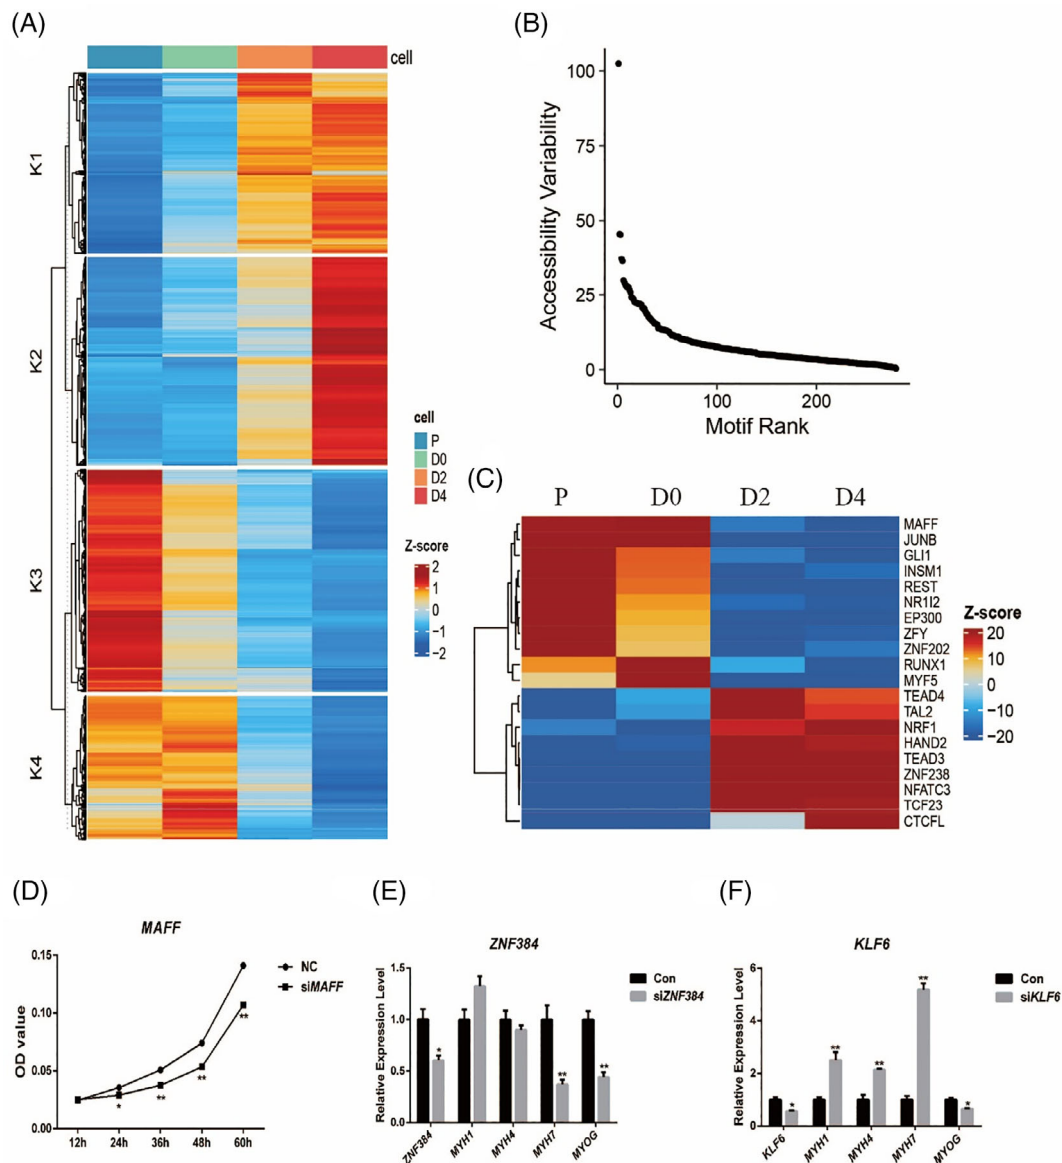 (A)
cell
K1
K2
K3
K4
cell
P
D0
D2
D4
Z-score
2
1
0
−1
−2
(B)
Accessibility Variability
100
75
50
25
0
0
100
200
Motif Rank
(C)
P D0 D2 D4
MAFF
JUNB
GLI1
INSM1
REST
NR1I2
EP300
ZFY
ZNF202
RUNX1
MYF5
TEAD4
TAL2
NRF1
HAND2
TEAD3
ZNF238
NFATC3
TCF23
CTCFL
Z-score
20
10
0
−10
−20
(D)
MAFF
OD value
0.15
0.10
0.05
0.00
NC
siMAFF
*
**
**
**
12h 24h 36h 48h 60h
(E)
ZNF384
Relative Expression Level
1.5
1.0
0.5
0.0
Con
siZNF384
*
**
**
ZNF384 MYH1 MYH4 MYH7 MYOG
(F)
KLF6
Relative Expression Level
6
4
2
0
Con
siKLF6
*
**
**
**
*
KLF6 MYH1 MYH4 MYH7 MYOG